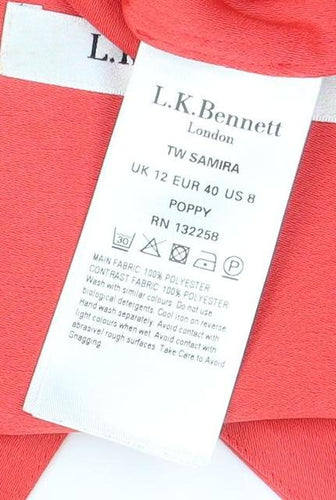 L.
L.K.Bennett
London
TW SAMIRA
UK 12 EUR 40 US 8
POPPY
RN 132258
30
P
MAIN FABRIC 100% POLYESTER
CONTRAST FABRIC 100% POLYESTER
Wash with similar colours. Do not use
biological detergents. Cool iron on reverse
Hand wash separately. Avoid contact with
light colours when wet. Avoid contact with
abrasive/ rough surfaces. Take Care to Avoid
Snagging.